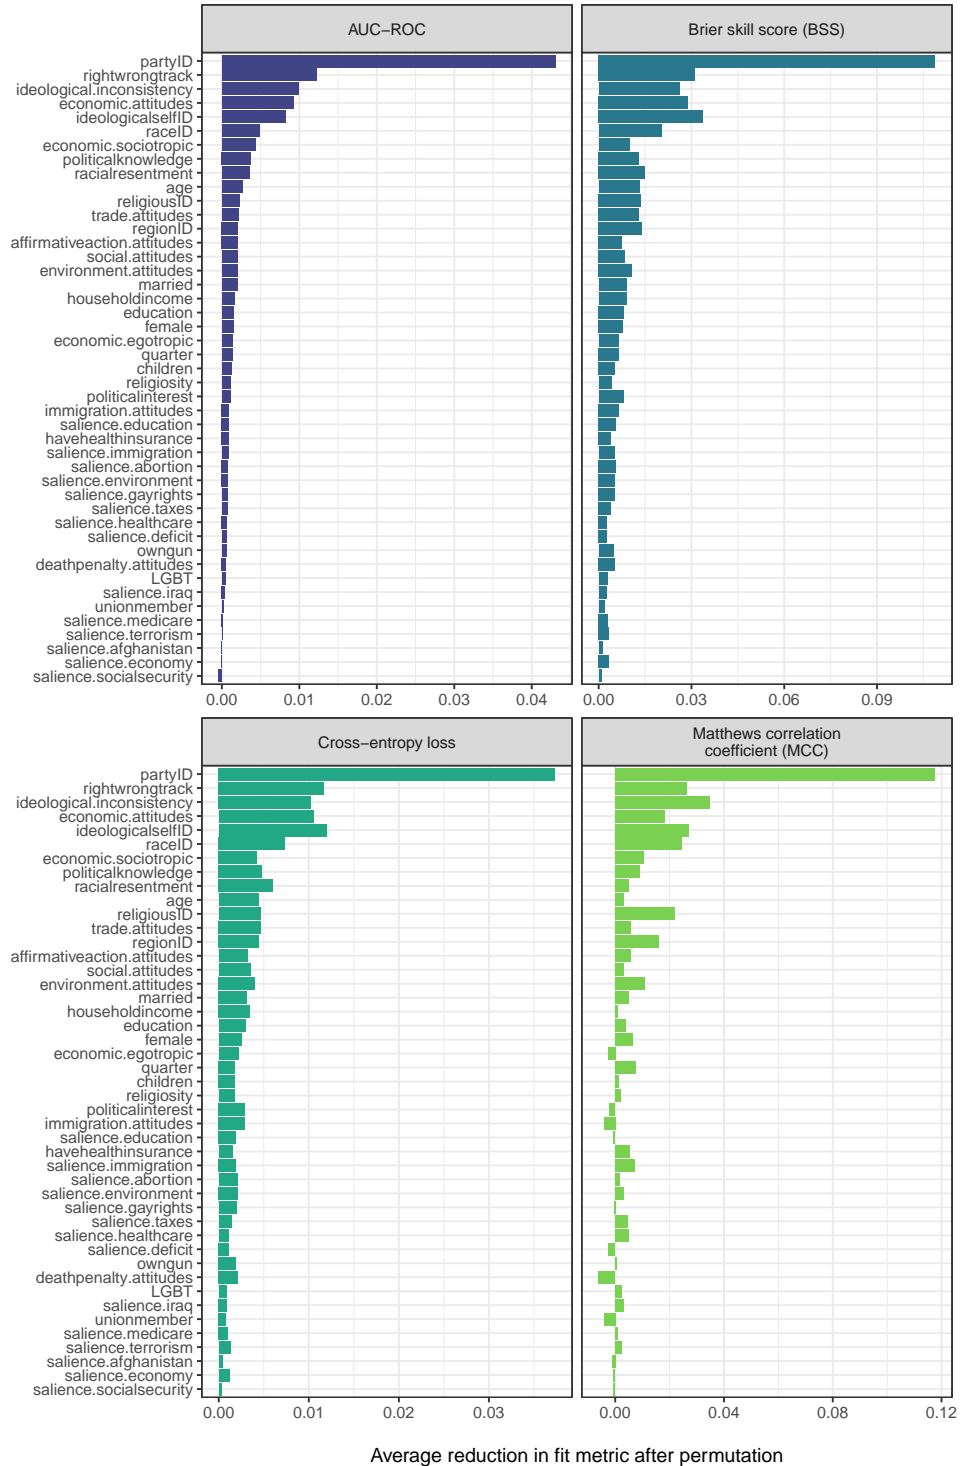 AUC−ROC
Brier skill score (BSS)
partyID
rightwrongtrack
ideological.inconsistency
economic.attitudes
ideologicalselfID
raceID
economic.sociotropic
politicalknowledge
racialresentment
age
religiousID
trade.attitudes
regionID
affirmativeaction.attitudes
social.attitudes
environment.attitudes
married
householdincome
education
female
economic.egotropic
quarter
children
religiosity
politicalinterest
immigration.attitudes
salience.education
havehealthinsurance
salience.immigration
salience.abortion
salience.environment
salience.gayrights
salience.taxes
salience.healthcare
salience.deficit
owngun
deathpenalty.attitudes
LGBT
salience.iraq
unionmember
salience.medicare
salience.terrorism
salience.afghanistan
salience.economy
salience.socialsecurity
0.00 0.01 0.02 0.03 0.04
0.00 0.03 0.06 0.09
Cross−entropy loss
Matthews correlation
coefficient (MCC)
partyID
rightwrongtrack
ideological.inconsistency
economic.attitudes
ideologicalselfID
raceID
economic.sociotropic
politicalknowledge
racialresentment
age
religiousID
trade.attitudes
regionID
affirmativeaction.attitudes
social.attitudes
environment.attitudes
married
householdincome
education
female
economic.egotropic
quarter
children
religiosity
politicalinterest
immigration.attitudes
salience.education
havehealthinsurance
salience.immigration
salience.abortion
salience.environment
salience.gayrights
salience.taxes
salience.healthcare
salience.deficit
owngun
deathpenalty.attitudes
LGBT
salience.iraq
unionmember
salience.medicare
salience.terrorism
salience.afghanistan
salience.economy
salience.socialsecurity
0.00 0.01 0.02 0.03
0.00 0.04 0.08 0.12
Average reduction in fit metric after permutation